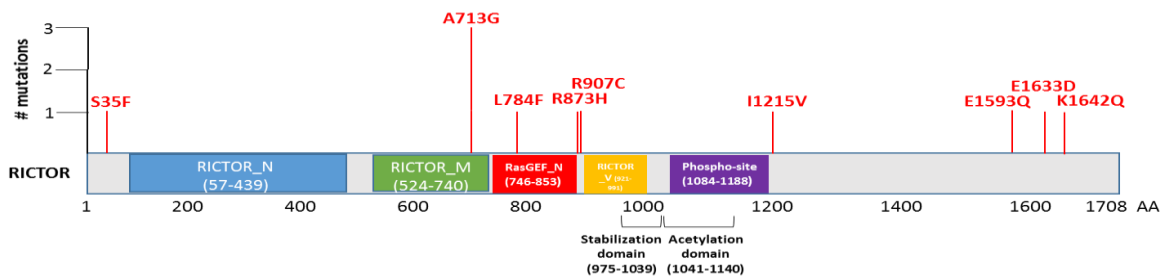 # mutations
3
2
1
S35F
A713G
L784F
R907C
R873H
I1215V
E1633D
E1593Q
K1642Q
RICTOR
RICTOR_N
(57-439)
RICTOR_M
(524-740)
RasGEF_N
(746-853)
RICTOR
_V
Phospho-site
(1084-1188)
1 200 400 600 800 1000 1200 1400 1600 1708 AA
Stabilization
domain
(975-1039)
Acetylation
domain
(1041-1140)